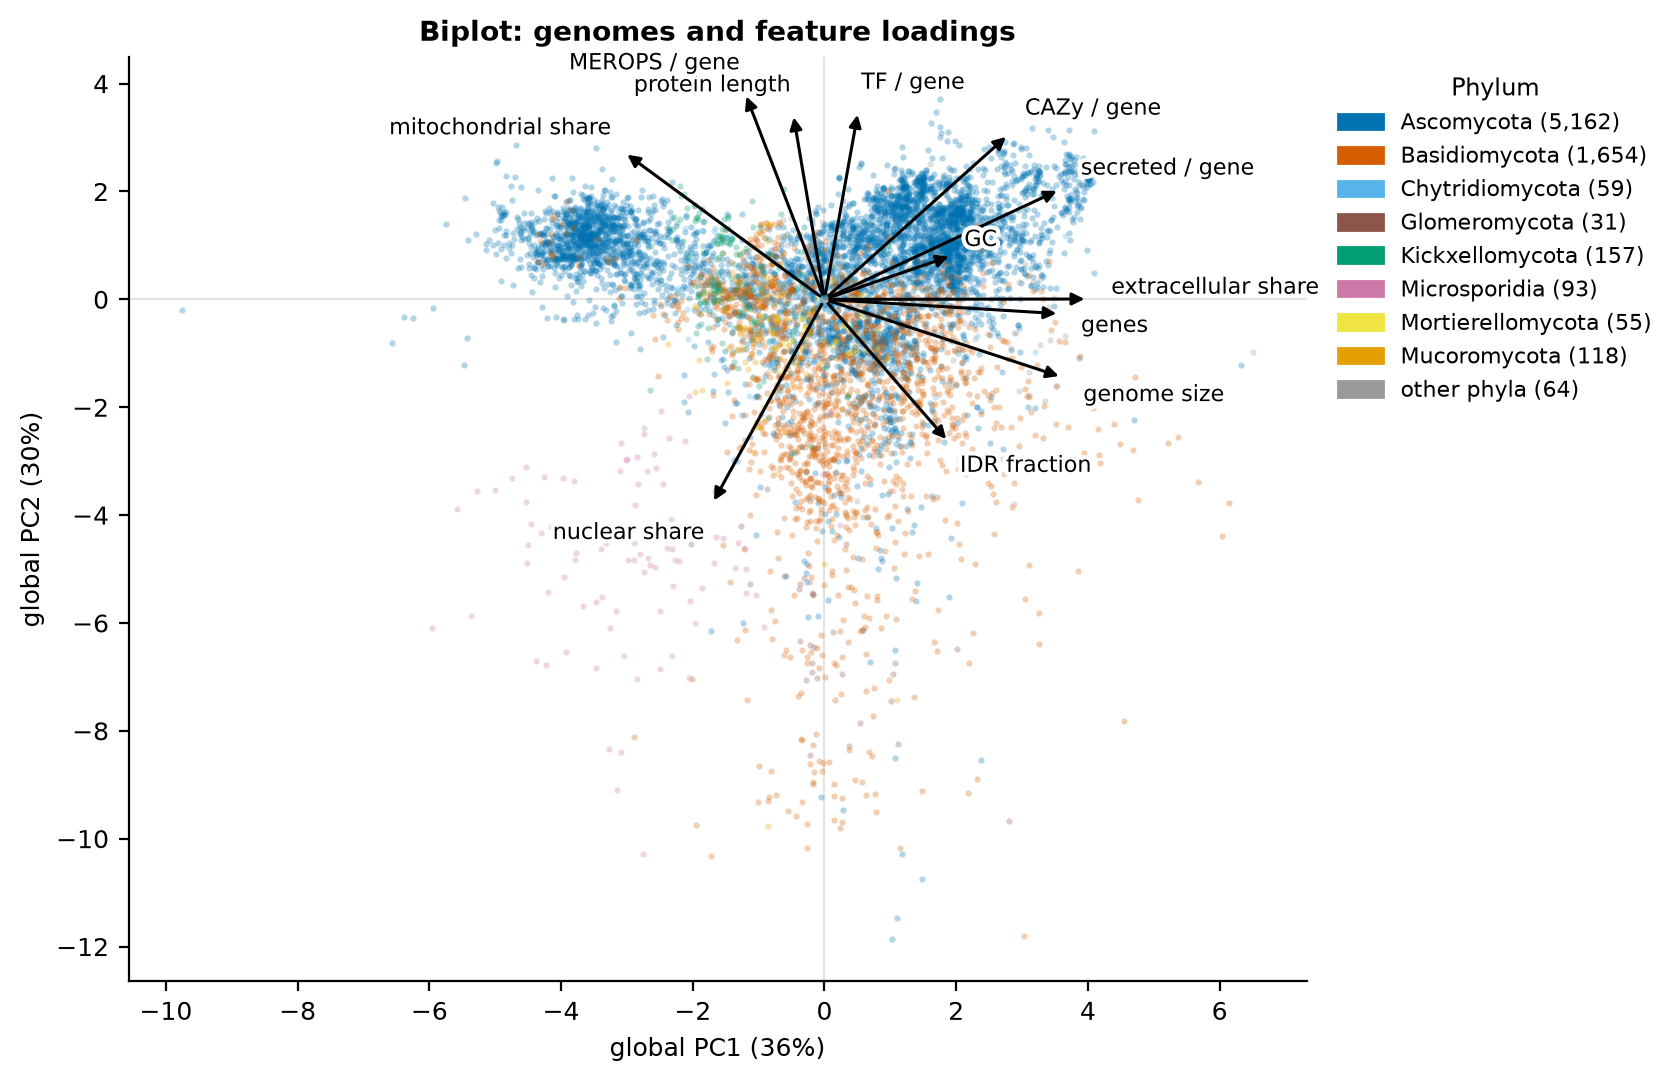 Biplot: genomes and feature loadings
MEROPS / gene
protein length
TF / gene
CAZy / gene
mitochondrial share
secreted / gene
GC
extracellular share
genes
genome size
IDR fraction
nuclear share
Phylum
Ascomycota (5,162)
Basidiomycota (1,654)
Chytridiomycota (59)
Glomeromycota (31)
Kickxellomycota (157)
Microsporidia (93)
Mortierellomycota (55)
Mucoromycota (118)
other phyla (64)
global PC2 (30%)
4
2
0
−2
−4
−6
−8
−10
−12
−10 −8 −6 −4 −2 0 2 4 6
global PC1 (36%)